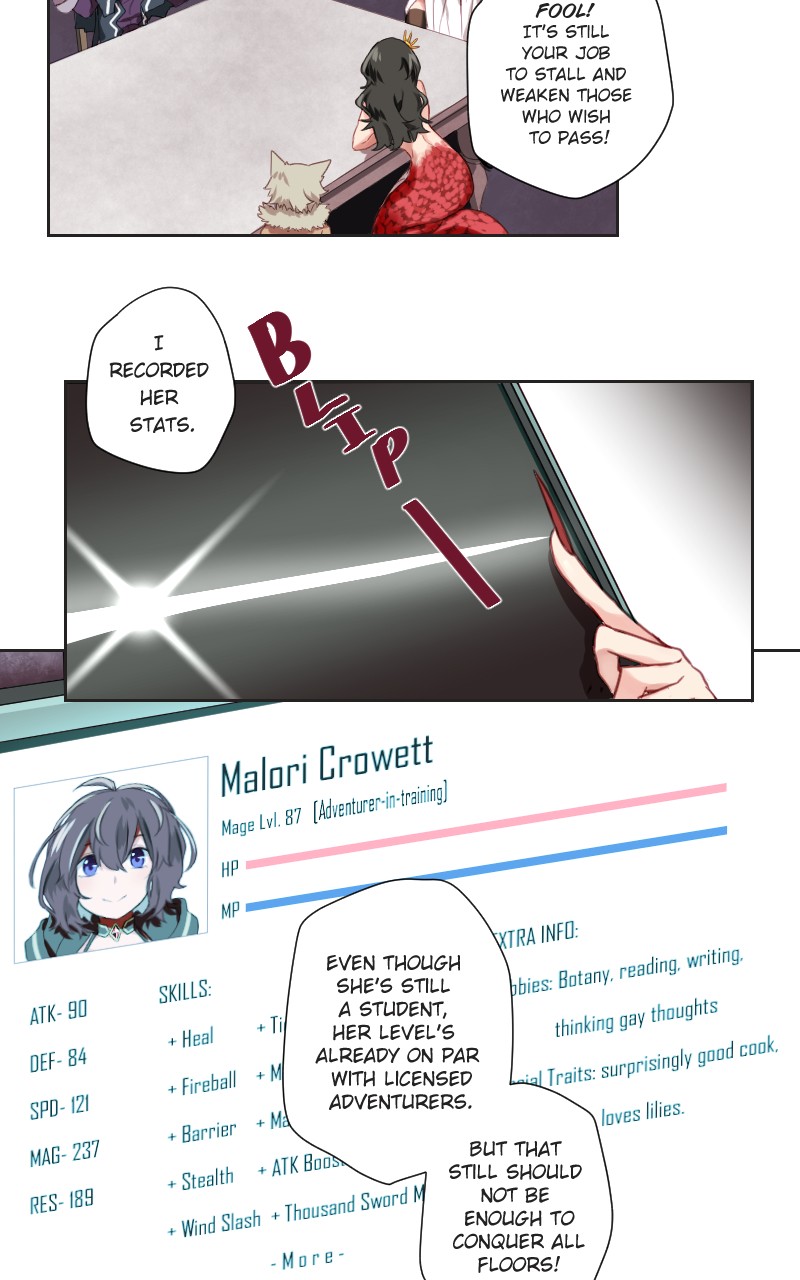 FOOL!
IT'S STILL
YOUR JOB
TO STALL AND
WEAKEN THOSE
WHO WISH
TO PASS!
I
RECORDED
HER
STATS.
BLIP
Malori Crowett
Mage Lvl. 87 [Adventurer-in-training]
HP
MP
EVEN THOUGH
SHE'S STILL
A STUDENT,
HER LEVEL'S
ALREADY ON PAR
WITH LICENSED
ADVENTURERS.
ATK- 90
DEF- 84
SPD- 121
MAG- 237
RES- 189
SKILLS:
+ Heal
+ Fireball
+ Barrier
+ Stealth + ATK Boost
+ Wind Slash + Thousand Sword
- More -
EXTRA INFO:
Botany, reading, writing,
thinking gay thoughts
Traits: surprisingly good cook,
loves lilies.
BUT THAT
STILL SHOULD
NOT BE
ENOUGH TO
CONQUER ALL
FLOORS!